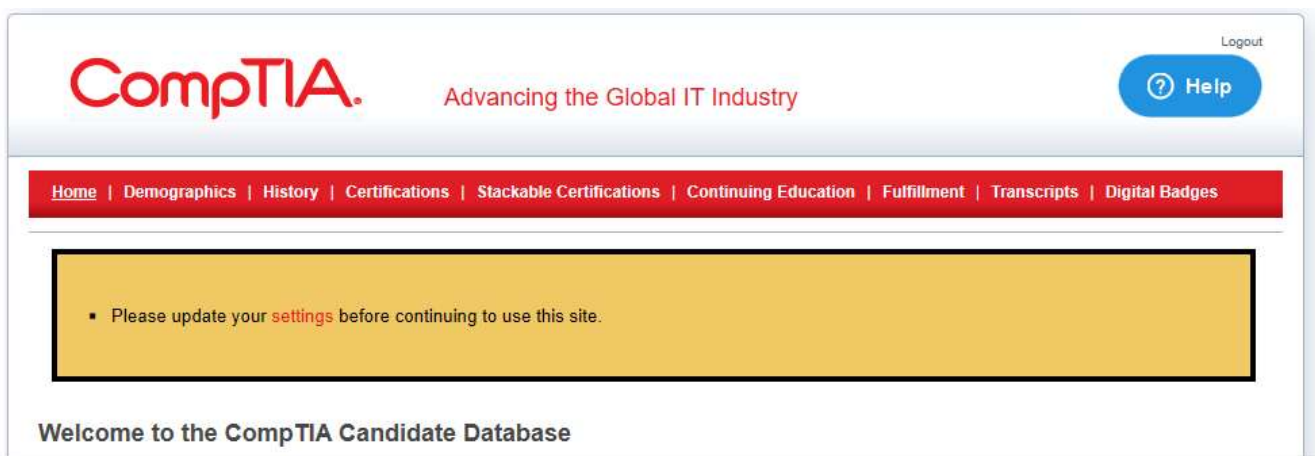 Logout
CompTIA.
Advancing the Global IT Industry
Help
Home | Demographics | History | Certifications | Stackable Certifications | Continuing Education | Fulfillment | Transcripts | Digital Badges
▪ Please update your settings before continuing to use this site.
Welcome to the CompTIA Candidate Database